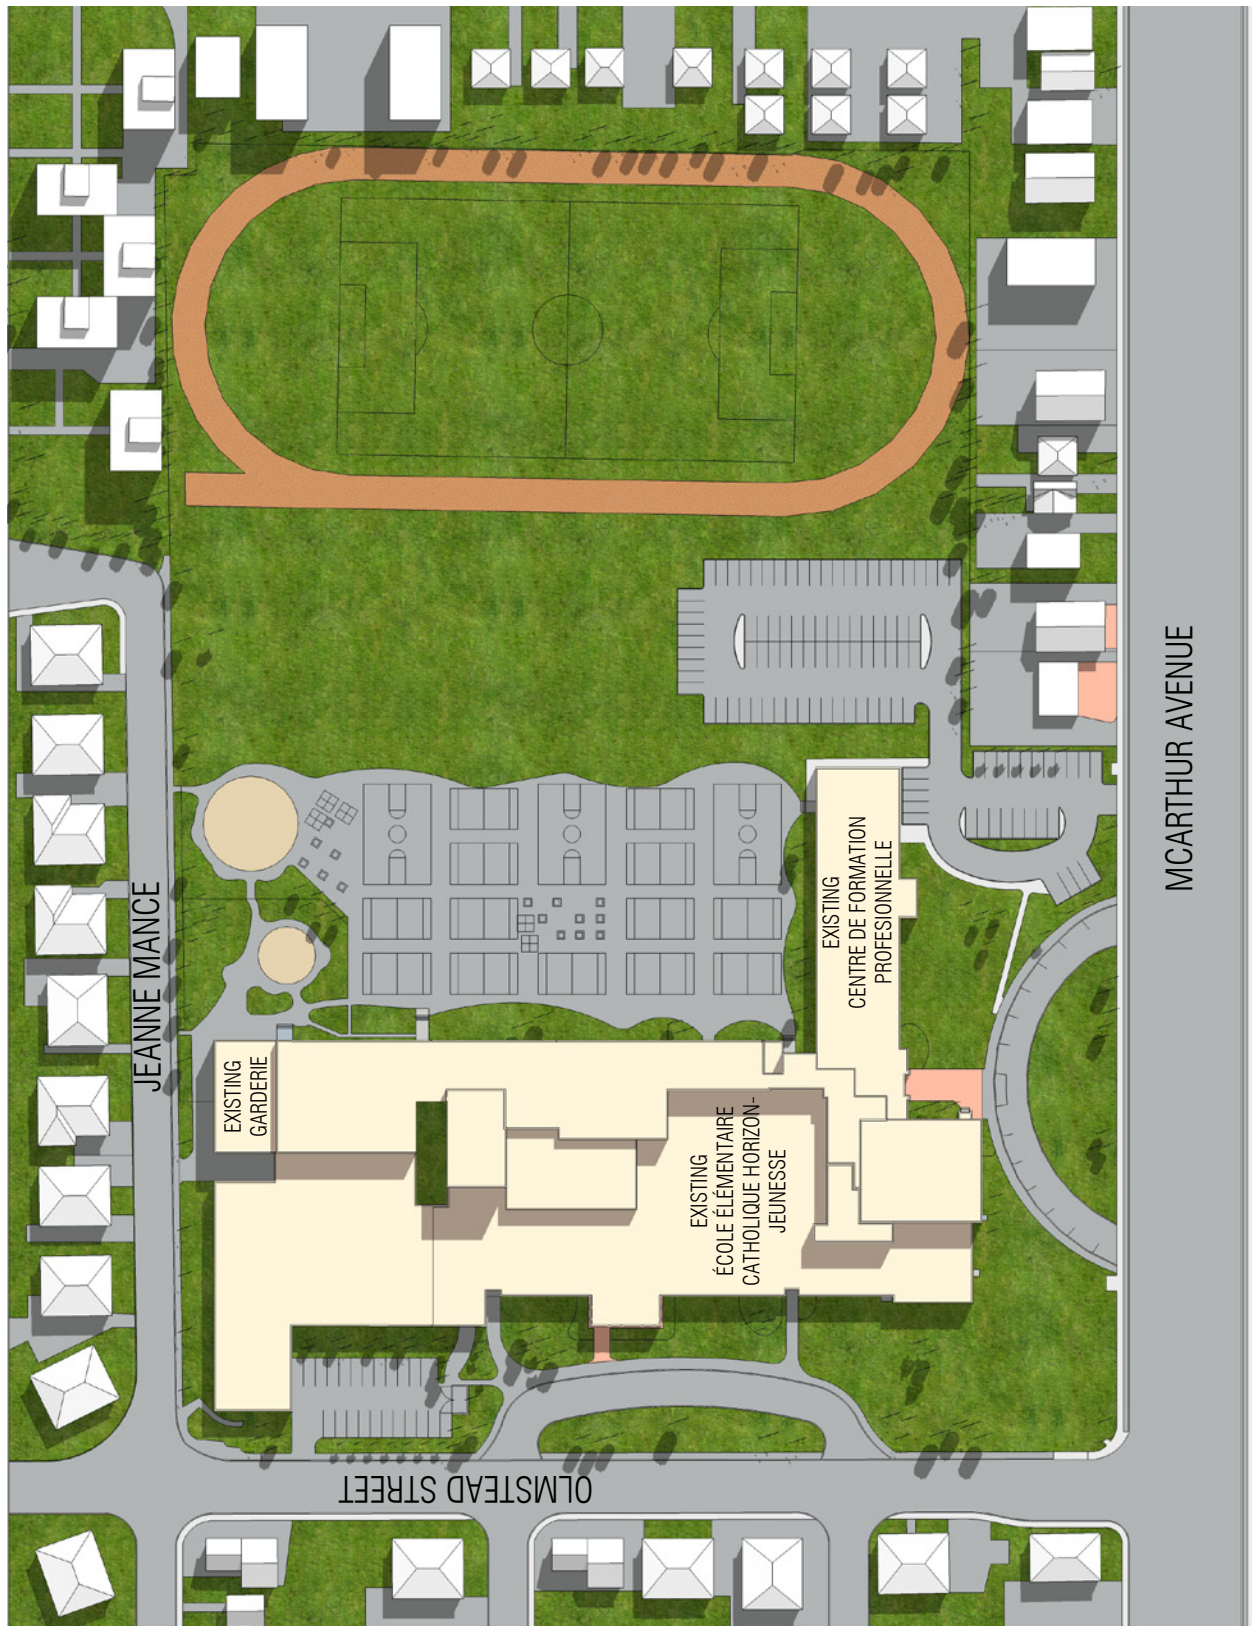 MCARTHUR AVENUE
EXISTING
CENTRE DE FORMATION
PROFESIONNELLE
JEANNE MANCE
EXISTING
GARDERIE
EXISTING
ÉCOLE ÉLÉMENTAIRE
CATHOLIQUE HORIZON-
JEUNESSE
OLMSTEAD STREET